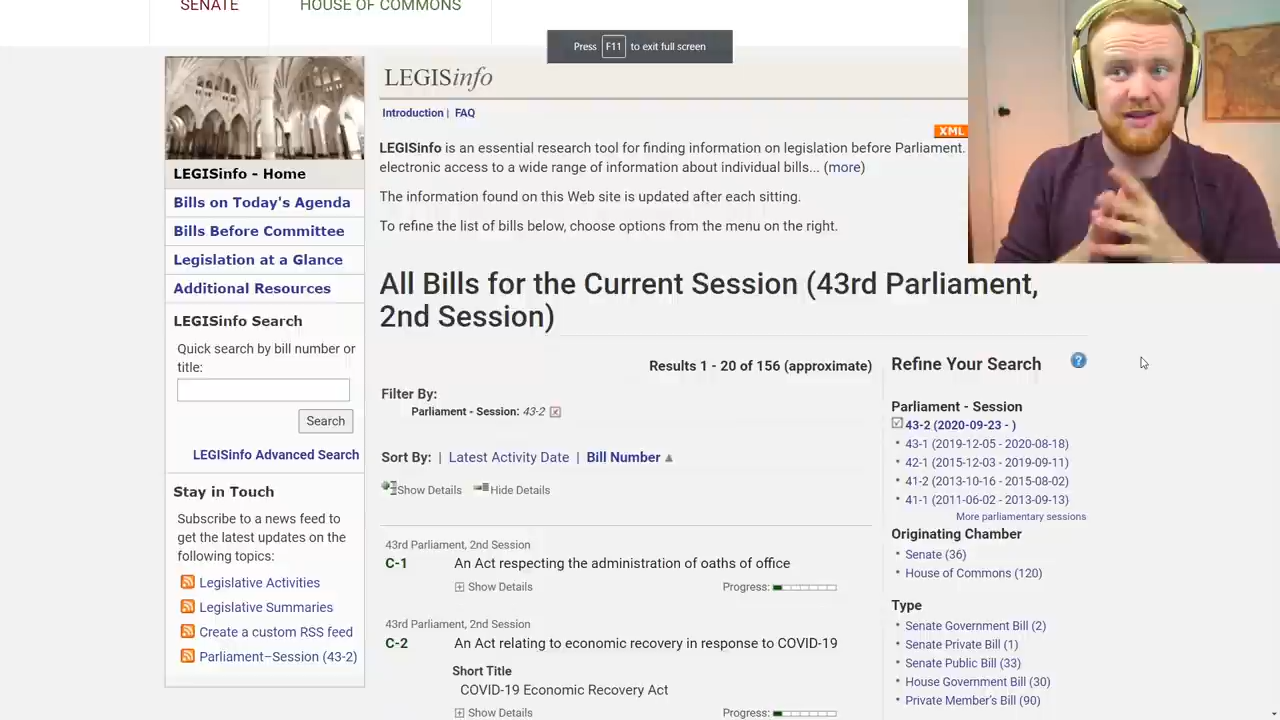 SENATE
HOUSE OF COMMONS
Press F11 to exit full screen
LEGISinfo
Introduction | FAQ
XML
LEGISinfo is an essential research tool for finding information on legislation before Parliament.
electronic access to a wide range of information about individual bills... (more)
The information found on this Web site is updated after each sitting.
To refine the list of bills below, choose options from the menu on the right.
LEGISinfo - Home
Bills on Today's Agenda
Bills Before Committee
Legislation at a Glance
Additional Resources
LEGISinfo Search
Quick search by bill number or
title:
Search
LEGISinfo Advanced Search
Stay in Touch
Subscribe to a news feed to
get the latest updates on the
following topics:
Legislative Activities
Legislative Summaries
Create a custom RSS feed
Parliament–Session (43-2)
All Bills for the Current Session (43rd Parliament,
2nd Session)
Results 1 - 20 of 156 (approximate)
Filter By:
Parliament - Session: 43-2
Sort By: | Latest Activity Date | Bill Number
Show Details Hide Details
43rd Parliament, 2nd Session
C-1 An Act respecting the administration of oaths of office
Show Details Progress:
43rd Parliament, 2nd Session
C-2 An Act relating to economic recovery in response to COVID-19
Short Title
COVID-19 Economic Recovery Act
Show Details Progress:
Refine Your Search ?
Parliament - Session
43-2 (2020-09-23 - )
43-1 (2019-12-05 - 2020-08-18)
42-1 (2015-12-03 - 2019-09-11)
41-2 (2013-10-16 - 2015-08-02)
41-1 (2011-06-02 - 2013-09-13)
More parliamentary sessions
Originating Chamber
Senate (36)
House of Commons (120)
Type
Senate Government Bill (2)
Senate Private Bill (1)
Senate Public Bill (33)
House Government Bill (30)
Private Member's Bill (90)